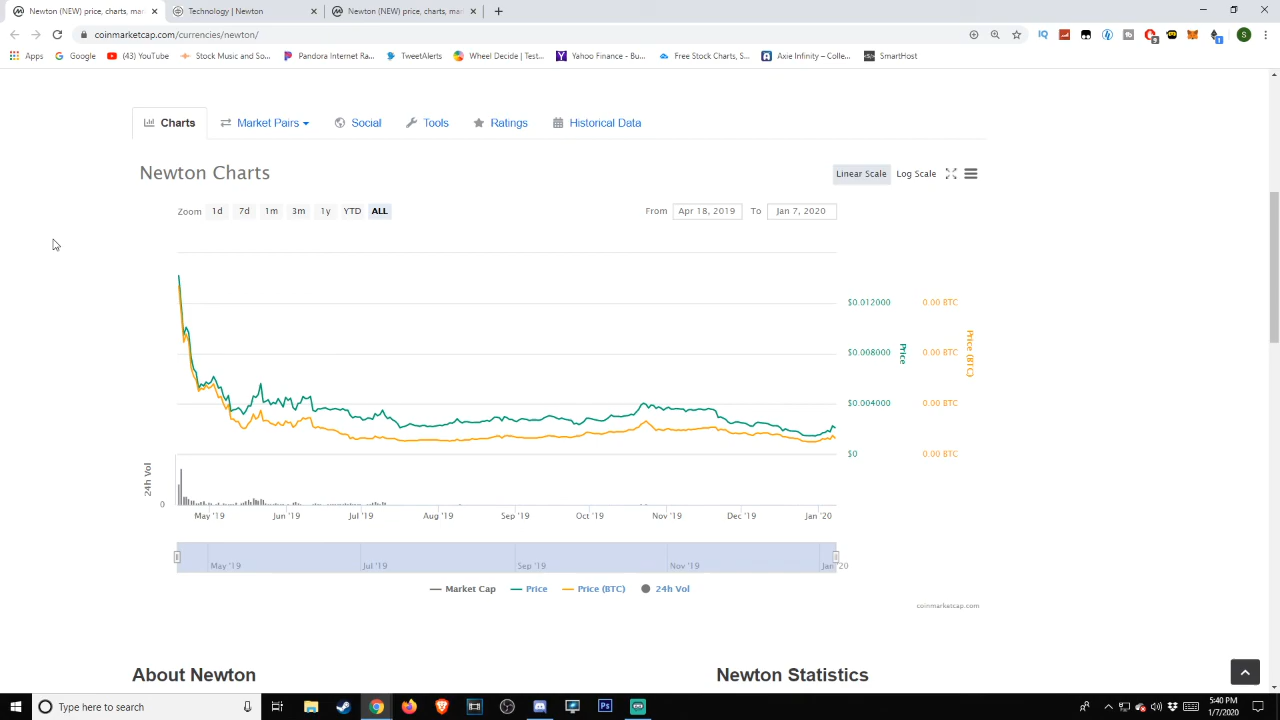 Newton (NEW) price, charts, mar
Technology | Newton
Newton (NEW) price, charts, mar
coinmarketcap.com/currencies/newton/
Apps
Google
(43) YouTube
Stock Music and So...
Pandora Internet Ra...
TweetAlerts
Wheel Decide | Test...
Yahoo Finance - Bu...
Free Stock Charts, S...
Axie Infinity – Colle...
SmartHost
Charts
Market Pairs
Social
Tools
Ratings
Historical Data
Newton Charts
Linear Scale
Log Scale
Zoom 1d 7d 1m 3m 1y YTD ALL
From Apr 18, 2019 To Jan 7, 2020
$0.012000 0.00 BTC
$0.008000 0.00 BTC
Price
Price (BTC)
$0.004000 0.00 BTC
$0 0.00 BTC
24h Vol
0
May '19 Jun '19 Jul '19 Aug '19 Sep '19 Oct '19 Nov '19 Dec '19 Jan '20
May '19 Jul '19 Sep '19 Nov '19 Jan '20
Market Cap Price Price (BTC) 24h Vol
coinmarketcap.com
About Newton
Newton Statistics
Type here to search
5:40 PM
1/7/2020